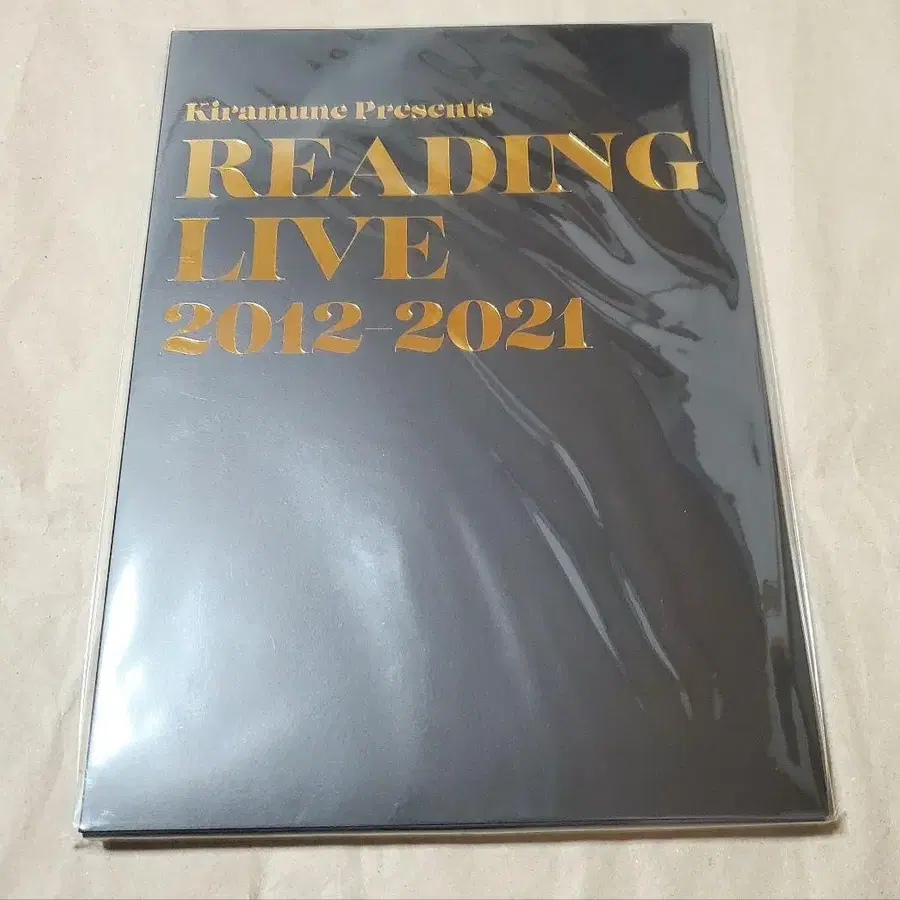 Kiramune Presents
READING
LIVE
2012–2021